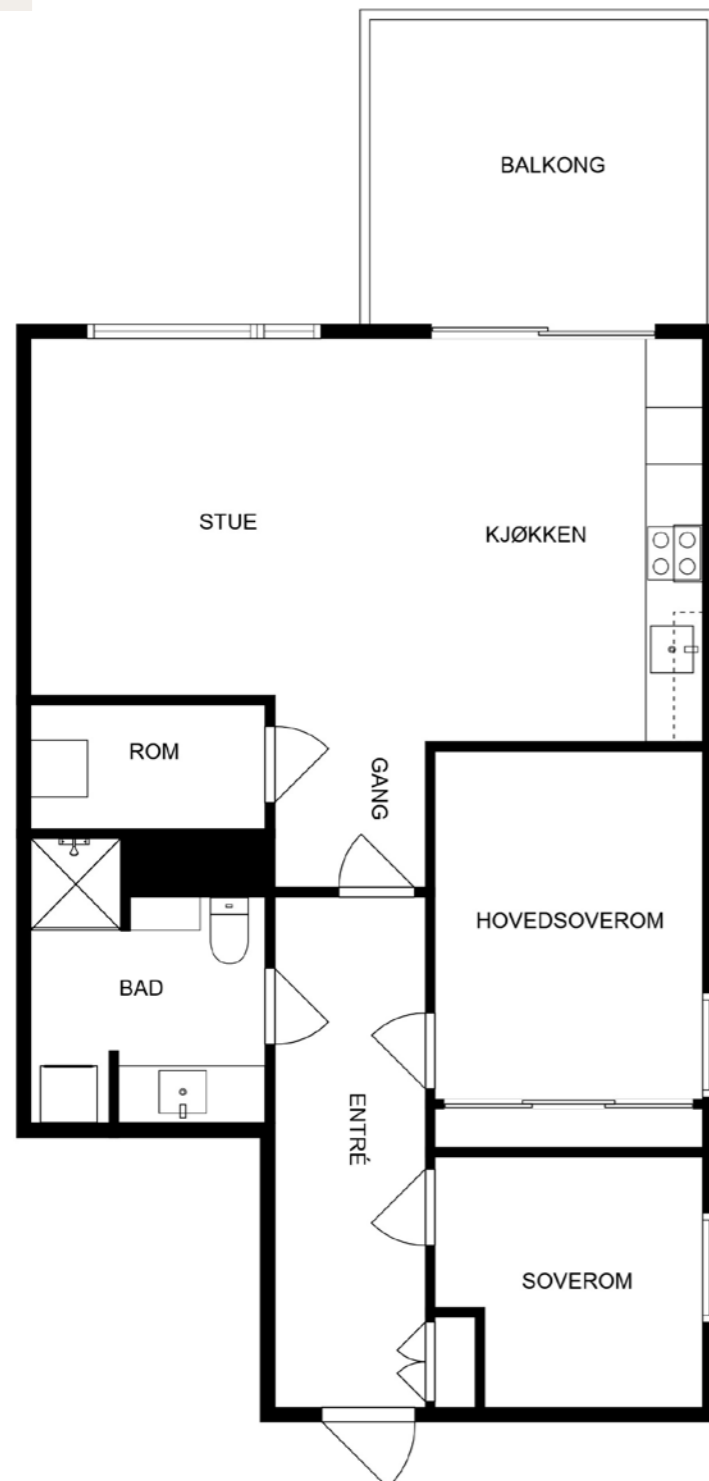 BALKONG
STUE
KJØKKEN
ROM
GANG
HOVEDSOVEROM
BAD
ENTRÉ
SOVEROM